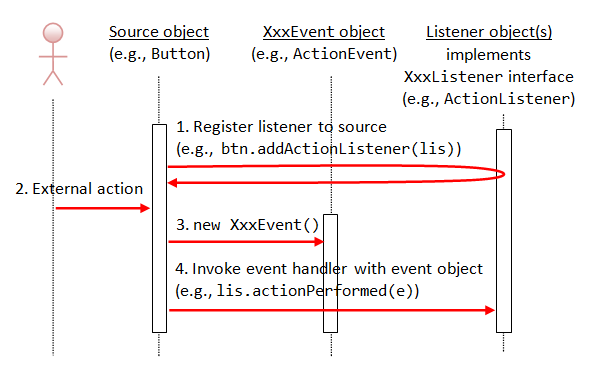 Source object
(e.g., Button)
XxxEvent object
(e.g., ActionEvent)
Listener object(s)
implements
XxxListener interface
(e.g., ActionListener)
1. Register listener to source
(e.g., btn.addActionListener(lis))
2. External action
3. new XxxEvent()
4. Invoke event handler with event object
(e.g., lis.actionPerformed(e))